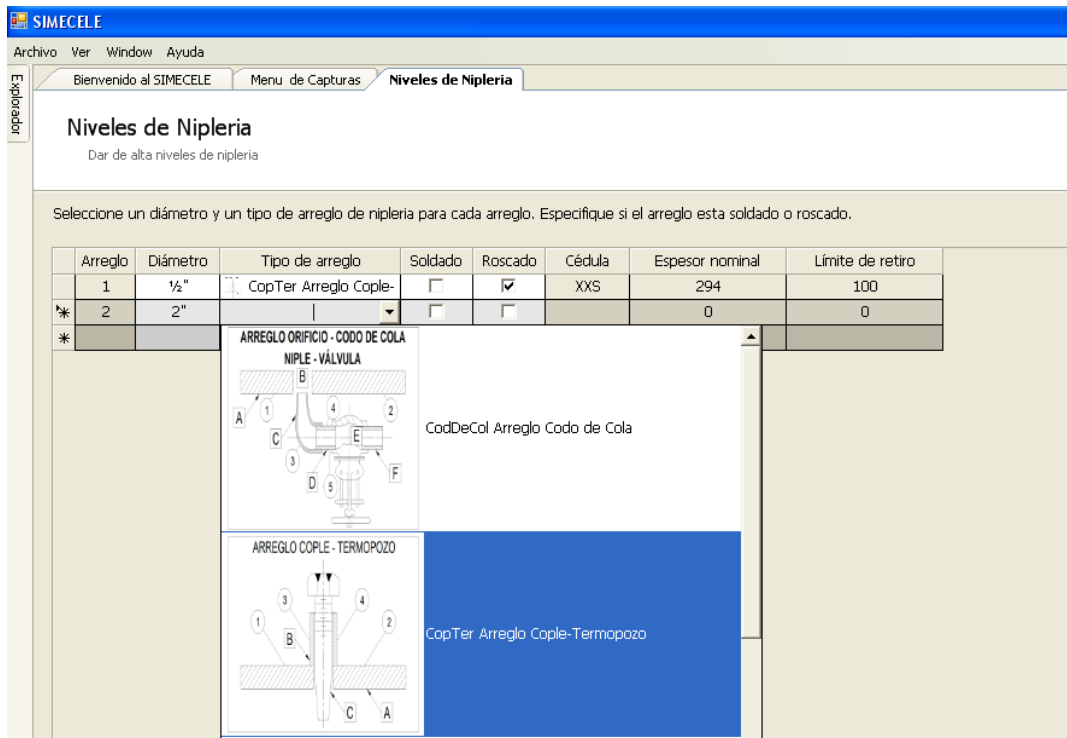 SIMECELE
Archivo Ver Window Ayuda
Explorador
Bienvenido al SIMECELE Menu de Capturas Niveles de Nipleria
Niveles de Nipleria
Dar de alta niveles de nipleria
Seleccione un diámetro y un tipo de arreglo de nipleria para cada arreglo. Especifique si el arreglo esta soldado o roscado.
Arreglo Diámetro Tipo de arreglo Soldado Roscado Cédula Espesor nominal Límite de retiro
1 ½" CopTer Arreglo Cople- XXS 294 100
2 2" 0 0
ARREGLO ORIFICIO - CODO DE COLA
NIPLE - VÁLVULA
B
A 1 4 2
C E
3 F
D 5
CodDeCol Arreglo Codo de Cola
ARREGLO COPLE - TERMOPOZO
3 4
1 2
B
C A
CopTer Arreglo Cople-Termopozo